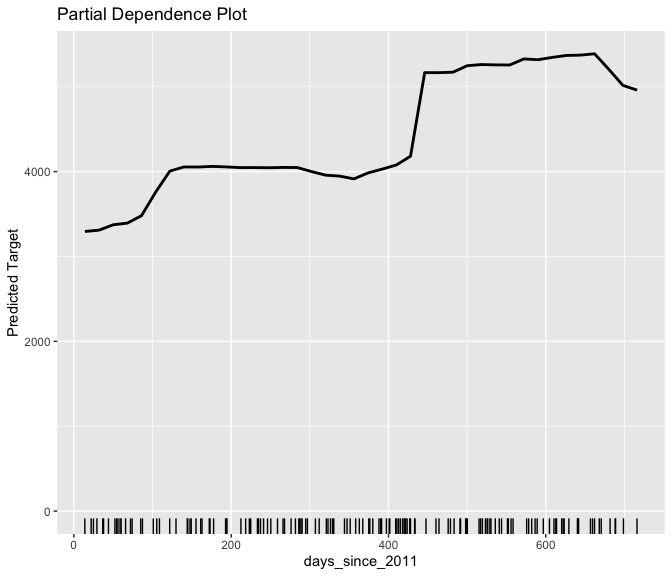 Partial Dependence Plot
Predicted Target
4000
2000
0
0 200 400 600
days_since_2011